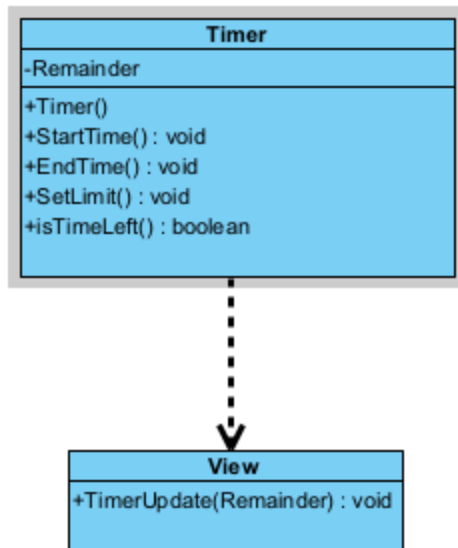 Timer
-Remainder
+Timer()
+StartTime() : void
+EndTime() : void
+SetLimit() : void
+isTimeLeft() : boolean
View
+TimerUpdate(Remainder) : void